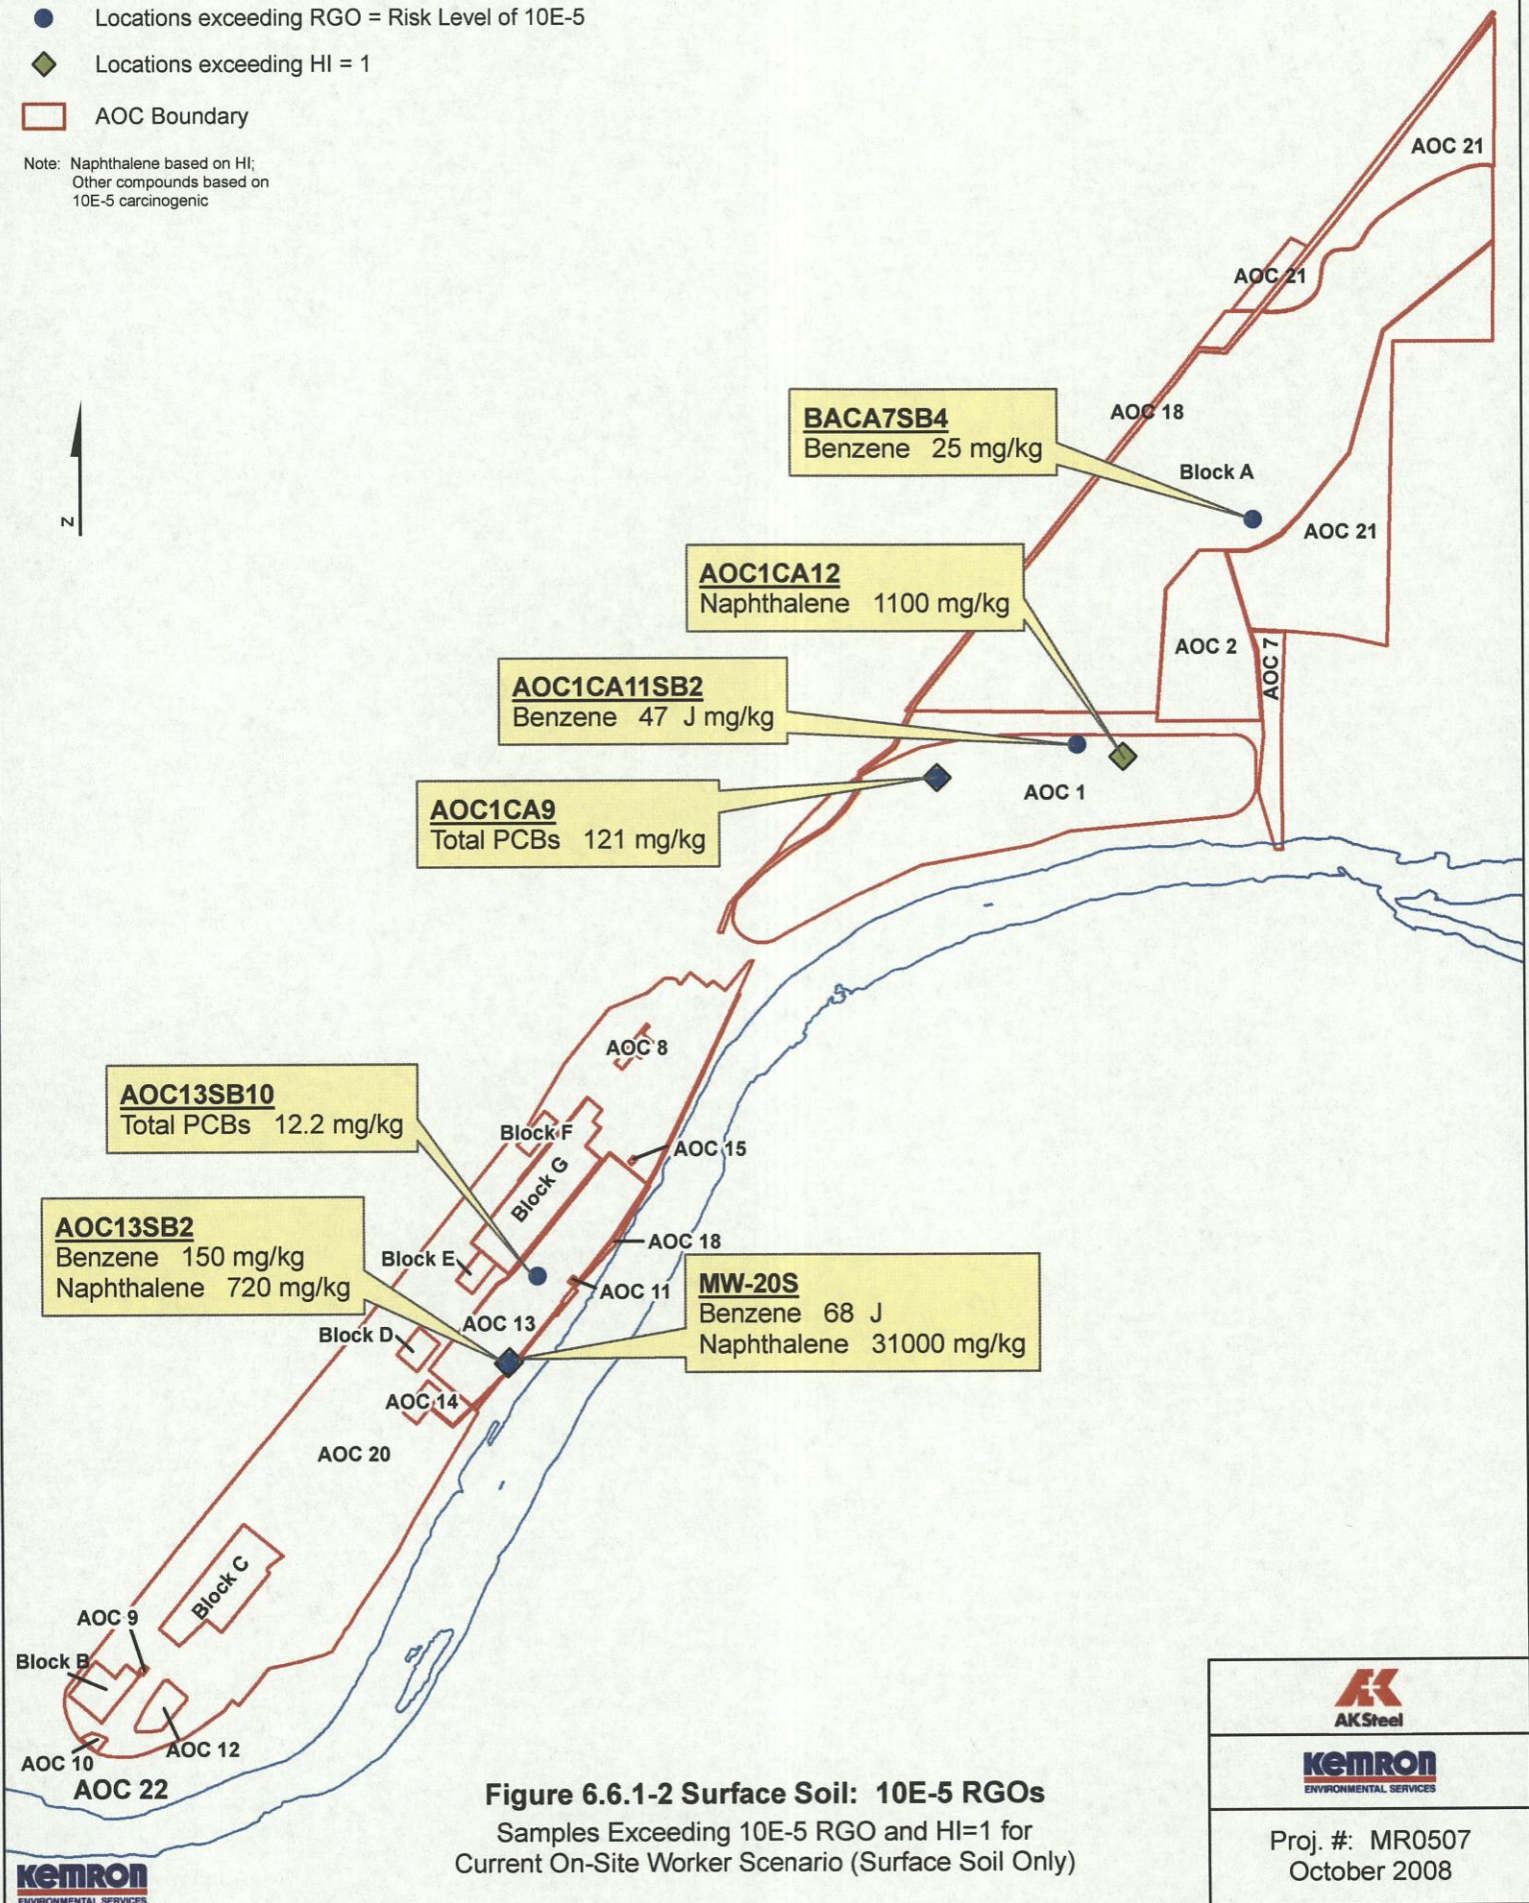 Locations exceeding RGO = Risk Level of 10E-5
Locations exceeding HI = 1
AOC Boundary
Note: Naphthalene based on HI;
Other compounds based on
10E-5 carcinogenic
N
AOC 21
AOC 21
AOC 18
BACA7SB4
Benzene 25 mg/kg
Block A
AOC 21
AOC1CA12
Naphthalene 1100 mg/kg
AOC 2
AOC 7
AOC1CA11SB2
Benzene 47 J mg/kg
AOC 1
AOC1CA9
Total PCBs 121 mg/kg
AOC 8
AOC13SB10
Total PCBs 12.2 mg/kg
Block F
AOC 15
Block G
AOC13SB2
Benzene 150 mg/kg
Naphthalene 720 mg/kg
AOC 18
Block E
AOC 11
MW-20S
Benzene 68 J
Naphthalene 31000 mg/kg
AOC 13
Block D
AOC 14
AOC 20
Block C
AOC 9
Block B
AOC 12
AOC 10
AOC 22
Figure 6.6.1-2 Surface Soil: 10E-5 RGOs
Samples Exceeding 10E-5 RGO and HI=1 for
Current On-Site Worker Scenario (Surface Soil Only)
AK Steel
KEMRON
ENVIRONMENTAL SERVICES
Proj. #: MR0507
October 2008
KEMRON
ENVIRONMENTAL SERVICES